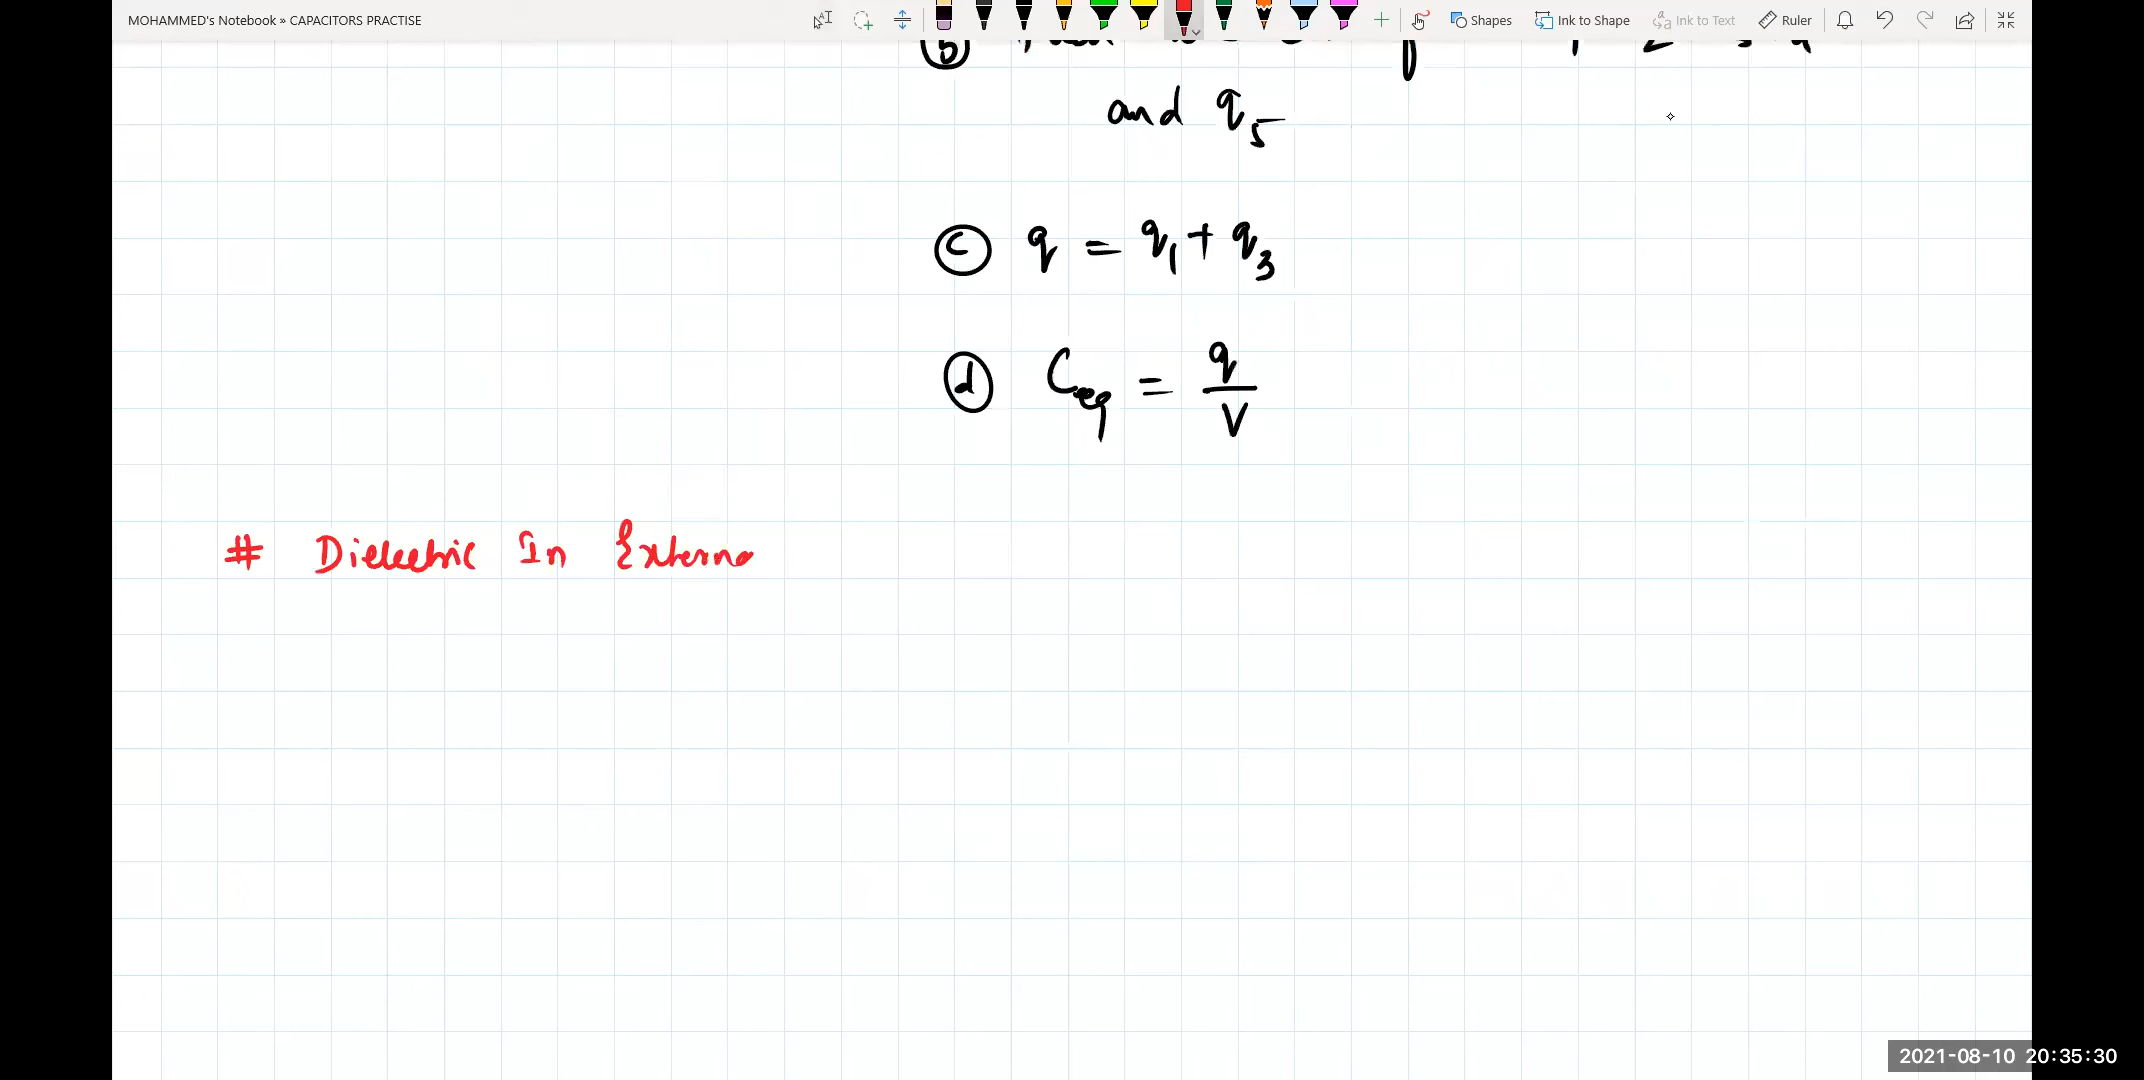 MOHAMMED's Notebook » CAPACITORS PRACTISE
Shapes Ink to Shape Ink to Text Ruler
and q₅
ⓒ q = q₁ + q₃
ⓓ Ceq = q/V
# Dielectric In Externa
2021-08-10 20:35:30